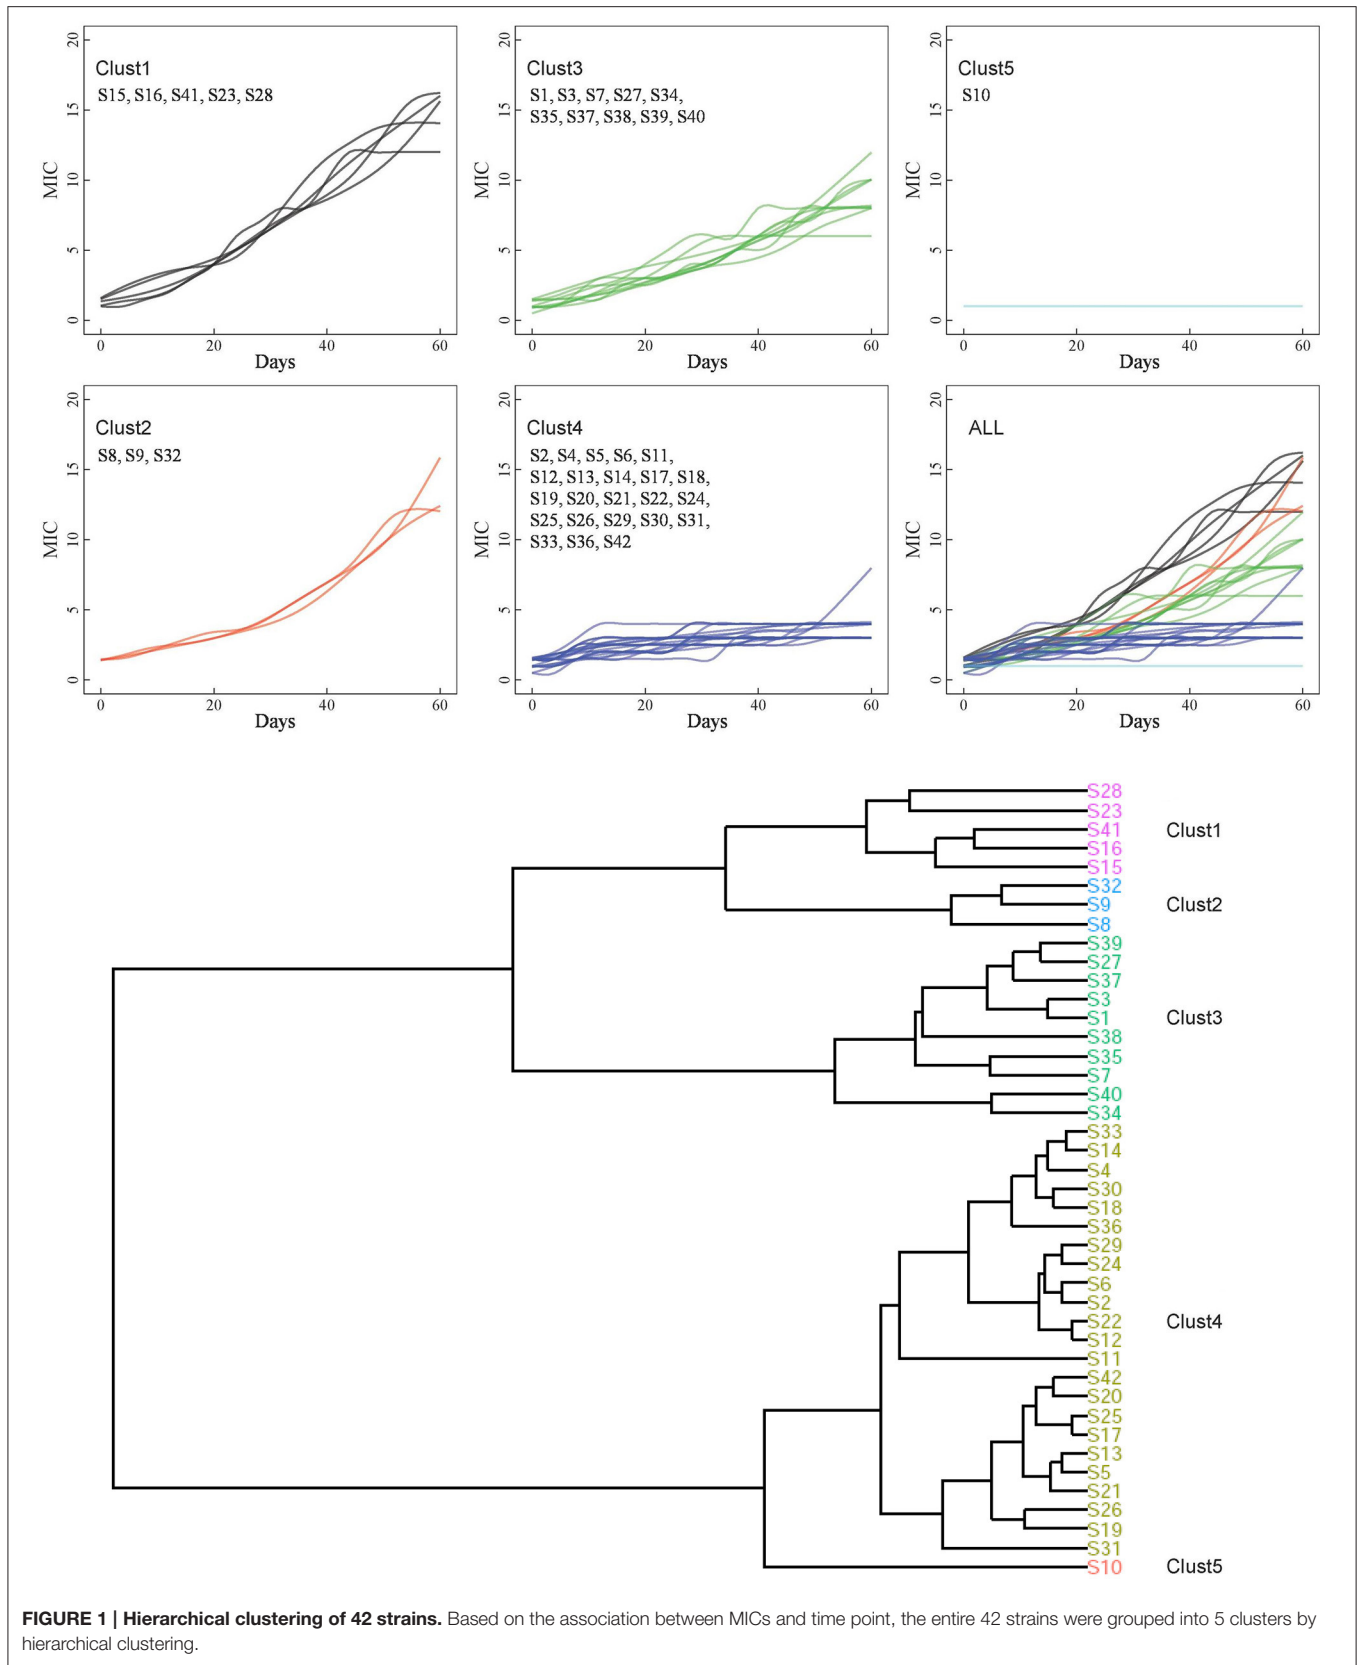 Clust1
S15, S16, S41, S23, S28
20
15
10
5
0
MIC
0 20 40 60
Days
Clust3
S1, S3, S7, S27, S34,
S35, S37, S38, S39, S40
20
15
10
5
0
MIC
0 20 40 60
Days
Clust5
S10
20
15
10
5
0
MIC
0 20 40 60
Days
Clust2
S8, S9, S32
20
15
10
5
0
MIC
0 20 40 60
Days
Clust4
S2, S4, S5, S6, S11,
S12, S13, S14, S17, S18,
S19, S20, S21, S22, S24,
S25, S26, S29, S30, S31,
S33, S36, S42
20
15
10
5
0
MIC
0 20 40 60
Days
ALL
20
15
10
5
0
MIC
0 20 40 60
Days
S28
S23
S41 Clust1
S16
S15
S32
S9 Clust2
S8
S39
S27
S37
S3
S1 Clust3
S38
S35
S7
S40
S34
S33
S14
S4
S30
S18
S36
S29
S24
S6
S2
S22 Clust4
S12
S11
S42
S20
S25
S17
S13
S5
S21
S26
S19
S31
S10 Clust5
FIGURE 1 | Hierarchical clustering of 42 strains. Based on the association between MICs and time point, the entire 42 strains were grouped into 5 clusters by
hierarchical clustering.